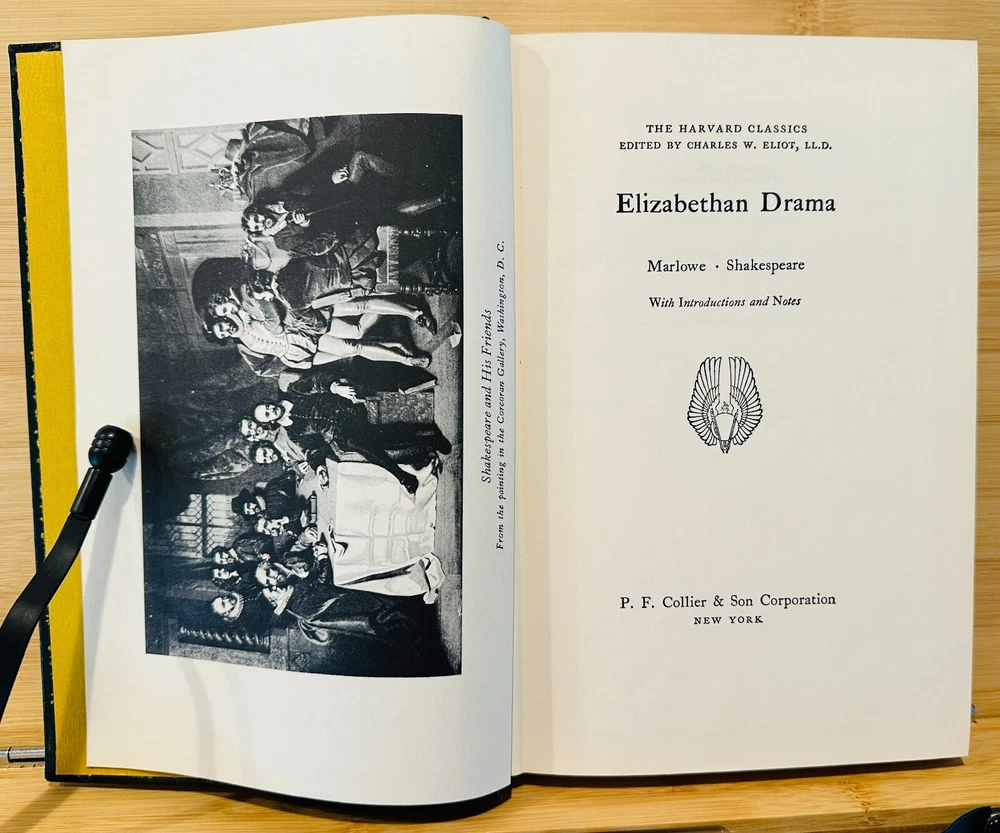 Shakespeare and His Friends
From the painting in the Corcoran Gallery, Washington, D. C.
THE HARVARD CLASSICS
EDITED BY CHARLES W. ELIOT, LL.D.
Elizabethan Drama
Marlowe · Shakespeare
With Introductions and Notes
P. F. Collier & Son Corporation
NEW YORK